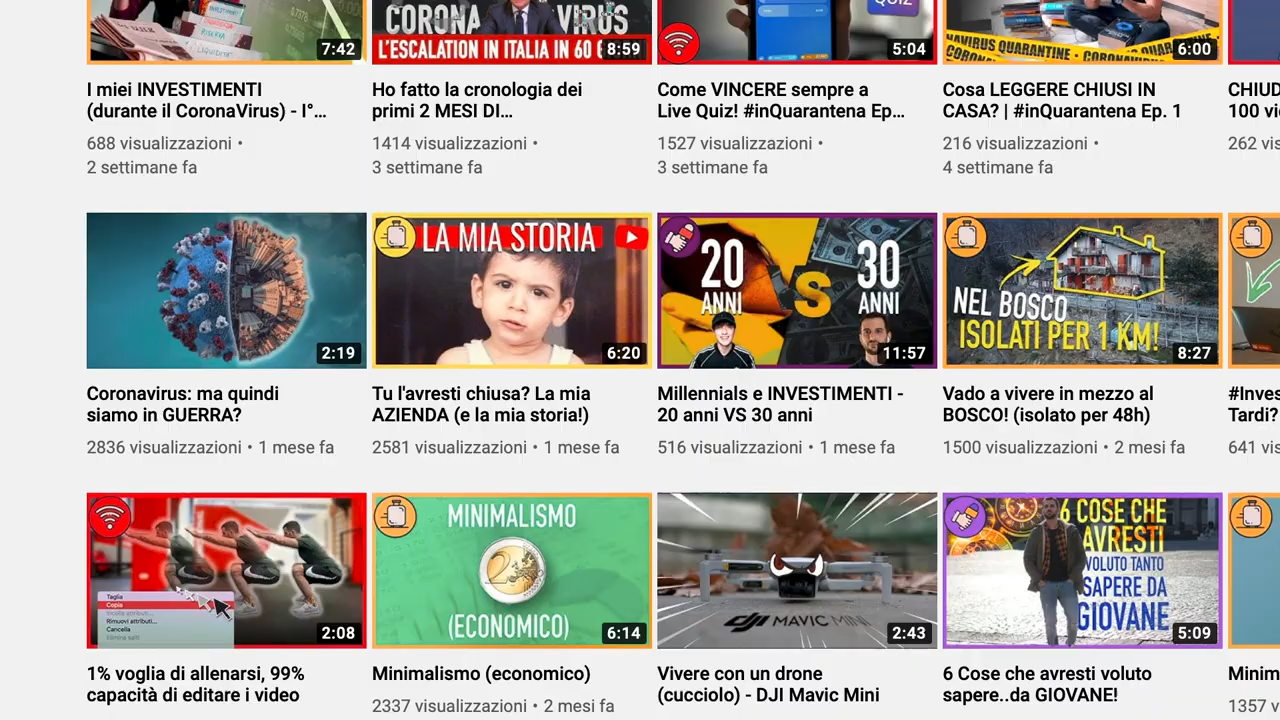 RISERVA
7:42
CORONA VIRUS
L'ESCALATION IN ITALIA IN 60 
8:59
QUIZ
5:04
6:00
I miei INVESTIMENTI
(durante il CoronaVirus) - I°...
688 visualizzazioni •
2 settimane fa
Ho fatto la cronologia dei
primi 2 MESI DI...
1414 visualizzazioni •
3 settimane fa
Come VINCERE sempre a
Live Quiz! #inQuarantena Ep...
1527 visualizzazioni •
3 settimane fa
Cosa LEGGERE CHIUSI IN
CASA? | #inQuarantena Ep. 1
216 visualizzazioni •
4 settimane fa
CHIUD
100 vi
262 vis
2:19
LA MIA STORIA
6:20
20
ANNI
VS
30
ANNI
11:57
NEL BOSCO
ISOLATI PER 1 KM!
8:27
Coronavirus: ma quindi
siamo in GUERRA?
2836 visualizzazioni • 1 mese fa
Tu l'avresti chiusa? La mia
AZIENDA (e la mia storia!)
2581 visualizzazioni • 1 mese fa
Millennials e INVESTIMENTI -
20 anni VS 30 anni
516 visualizzazioni • 1 mese fa
Vado a vivere in mezzo al
BOSCO! (isolato per 48h)
1500 visualizzazioni • 2 mesi fa
#Inves
Tardi?
641 vis
Taglia
Copia
Rimuovi attributi...
Cancella
2:08
MINIMALISMO
2
(ECONOMICO)
6:14
dji MAVIC MINI
2:43
6 COSE CHE
AVRESTI
VOLUTO TANTO
SAPERE DA
GIOVANE
5:09
1% voglia di allenarsi, 99%
capacità di editare i video
Minimalismo (economico)
2337 visualizzazioni • 2 mesi fa
Vivere con un drone
(cucciolo) - DJI Mavic Mini
6 Cose che avresti voluto
sapere..da GIOVANE!
Minim
1357 v